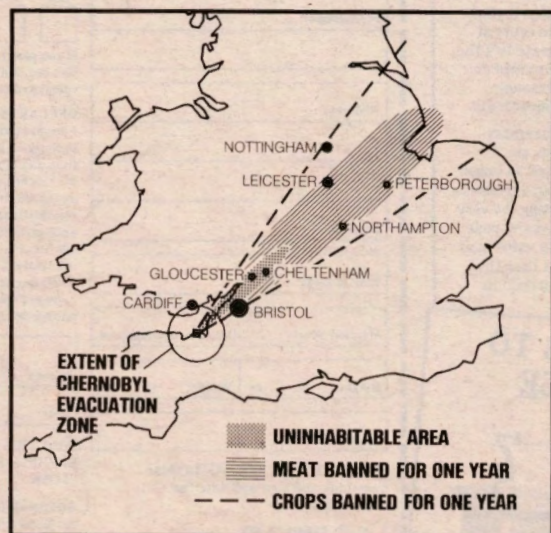 NOTTINGHAM
LEICESTER
PETERBOROUGH
NORTHAMPTON
GLOUCESTER
CHELTENHAM
CARDIFF
BRISTOL
EXTENT OF
CHERNOBYL
EVACUATION
ZONE
UNINHABITABLE AREA
MEAT BANNED FOR ONE YEAR
CROPS BANNED FOR ONE YEAR